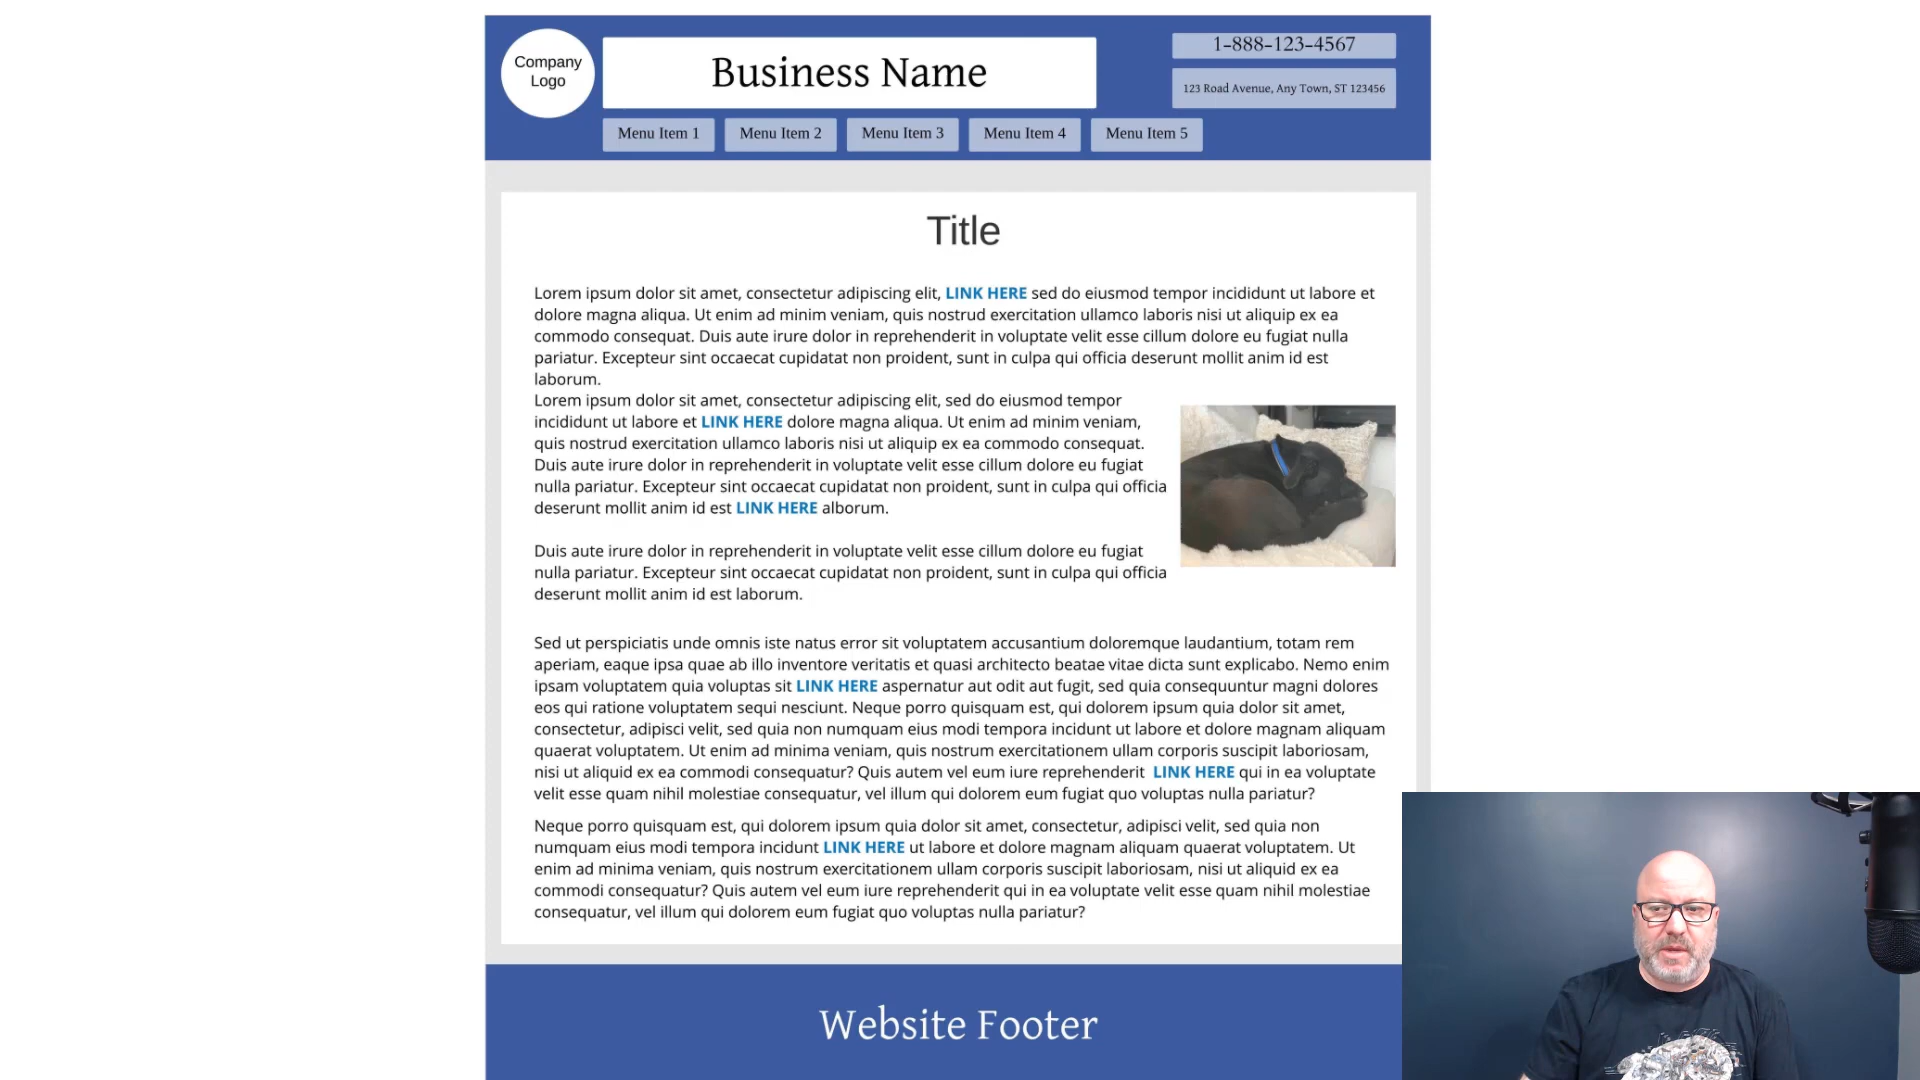 Company
Logo
Business Name
1-888-123-4567
123 Road Avenue, Any Town, ST 123456
Menu Item 1
Menu Item 2
Menu Item 3
Menu Item 4
Menu Item 5
Title
Lorem ipsum dolor sit amet, consectetur adipiscing elit, LINK HERE sed do eiusmod tempor incididunt ut labore et
dolore magna aliqua. Ut enim ad minim veniam, quis nostrud exercitation ullamco laboris nisi ut aliquip ex ea
commodo consequat. Duis aute irure dolor in reprehenderit in voluptate velit esse cillum dolore eu fugiat nulla
pariatur. Excepteur sint occaecat cupidatat non proident, sunt in culpa qui officia deserunt mollit anim id est
laborum.
Lorem ipsum dolor sit amet, consectetur adipiscing elit, sed do eiusmod tempor
incididunt ut labore et LINK HERE dolore magna aliqua. Ut enim ad minim veniam,
quis nostrud exercitation ullamco laboris nisi ut aliquip ex ea commodo consequat.
Duis aute irure dolor in reprehenderit in voluptate velit esse cillum dolore eu fugiat
nulla pariatur. Excepteur sint occaecat cupidatat non proident, sunt in culpa qui officia
deserunt mollit anim id est LINK HERE alborum.
Duis aute irure dolor in reprehenderit in voluptate velit esse cillum dolore eu fugiat
nulla pariatur. Excepteur sint occaecat cupidatat non proident, sunt in culpa qui officia
deserunt mollit anim id est laborum.
Sed ut perspiciatis unde omnis iste natus error sit voluptatem accusantium doloremque laudantium, totam rem
aperiam, eaque ipsa quae ab illo inventore veritatis et quasi architecto beatae vitae dicta sunt explicabo. Nemo enim
ipsam voluptatem quia voluptas sit LINK HERE aspernatur aut odit aut fugit, sed quia consequuntur magni dolores
eos qui ratione voluptatem sequi nesciunt. Neque porro quisquam est, qui dolorem ipsum quia dolor sit amet,
consectetur, adipisci velit, sed quia non numquam eius modi tempora incidunt ut labore et dolore magnam aliquam
quaerat voluptatem. Ut enim ad minima veniam, quis nostrum exercitationem ullam corporis suscipit laboriosam,
nisi ut aliquid ex ea commodi consequatur? Quis autem vel eum iure reprehenderit LINK HERE qui in ea voluptate
velit esse quam nihil molestiae consequatur, vel illum qui dolorem eum fugiat quo voluptas nulla pariatur?
Neque porro quisquam est, qui dolorem ipsum quia dolor sit amet, consectetur, adipisci velit, sed quia non
numquam eius modi tempora incidunt LINK HERE ut labore et dolore magnam aliquam quaerat voluptatem. Ut
enim ad minima veniam, quis nostrum exercitationem ullam corporis suscipit laboriosam, nisi ut aliquid ex ea
commodi consequatur? Quis autem vel eum iure reprehenderit qui in ea voluptate velit esse quam nihil molestiae
consequatur, vel illum qui dolorem eum fugiat quo voluptas nulla pariatur?
Website Footer